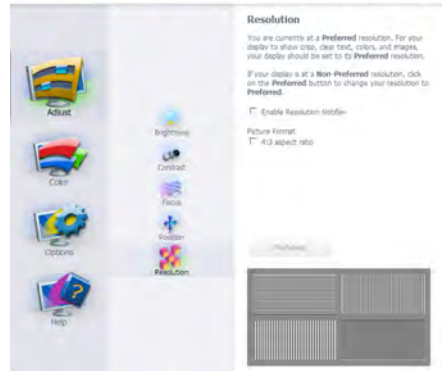 Resolution
You are currently at a Preferred resolution. For your
display to show crisp, clear text, colors, and images,
your display should be set to its Preferred resolution.
If your display is at a Non-Preferred resolution, click
on the Preferred button to change your resolution to
Preferred.
Enable Resolution Notifier
Picture Format
4:3 aspect ratio
Preferred
Adjust
Color
Options
Help
Brightness
Contrast
Focus
Position
Resolution